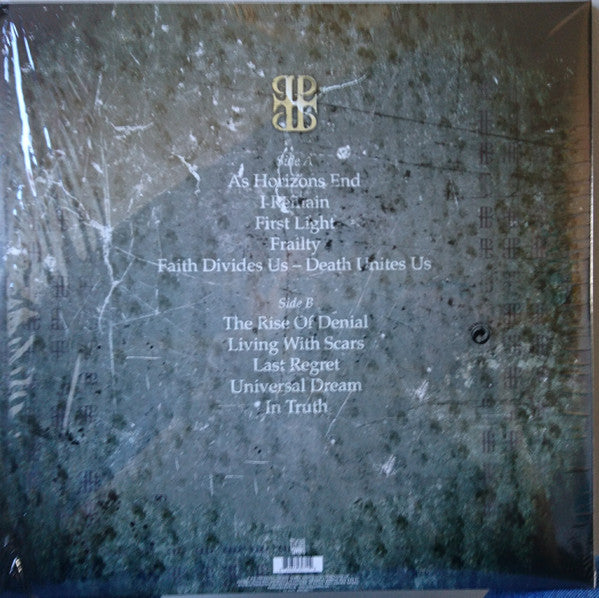 Side A
As Horizons End
I Remain
First Light
Frailty
Faith Divides Us – Death Unites Us
Side B
The Rise Of Denial
Living With Scars
Last Regret
Universal Dream
In Truth